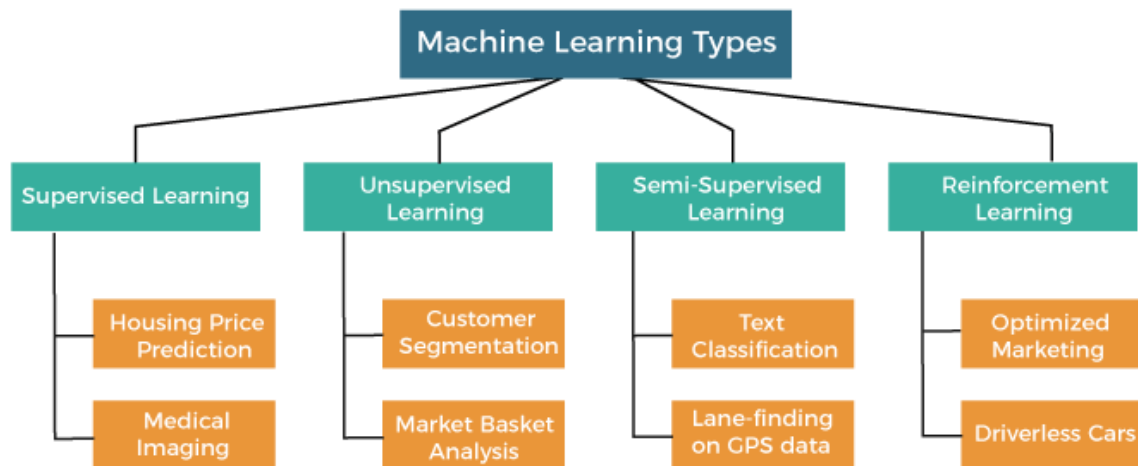 Machine Learning Types
Supervised Learning
Unsupervised
Learning
Semi-Supervised
Learning
Reinforcement
Learning
Housing Price
Prediction
Customer
Segmentation
Text
Classification
Optimized
Marketing
Medical
Imaging
Market Basket
Analysis
Lane-finding
on GPS data
Driverless Cars